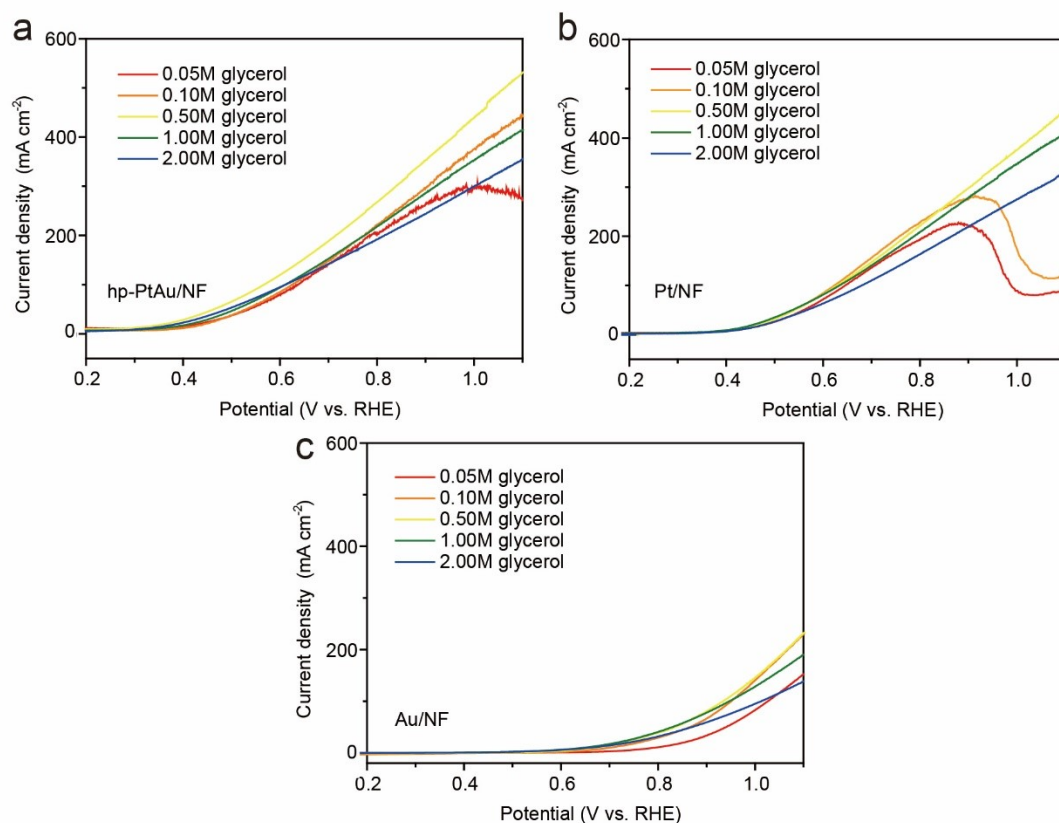 a
600
400
200
0
Current density (mA cm-2)
0.05M glycerol
0.10M glycerol
0.50M glycerol
1.00M glycerol
2.00M glycerol
hp-PtAu/NF
0.2 0.4 0.6 0.8 1.0
Potential (V vs. RHE)
b
600
400
200
0
Current density (mA cm-2)
0.05M glycerol
0.10M glycerol
0.50M glycerol
1.00M glycerol
2.00M glycerol
Pt/NF
0.2 0.4 0.6 0.8 1.0
Potential (V vs. RHE)
c
600
400
200
0
Current density (mA cm-2)
0.05M glycerol
0.10M glycerol
0.50M glycerol
1.00M glycerol
2.00M glycerol
Au/NF
0.2 0.4 0.6 0.8 1.0
Potential (V vs. RHE)